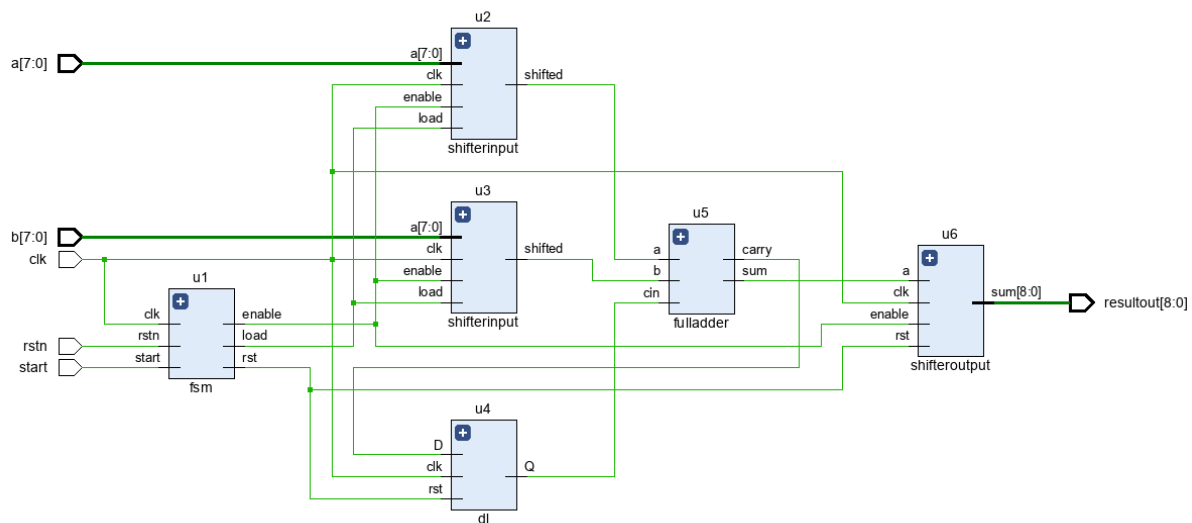 u2
a[7:0]
a[7:0]
clk
enable
load
shifted
shifterinput
u3
b[7:0]
a[7:0]
clk
clk
enable
load
shifted
shifterinput
u1
clk
rstn
start
rstn
start
enable
load
rst
fsm
u5
a
b
cin
carry
sum
fulladder
u6
a
clk
enable
rst
sum[8:0]
resultout[8:0]
shifteroutput
u4
D
clk
rst
Q